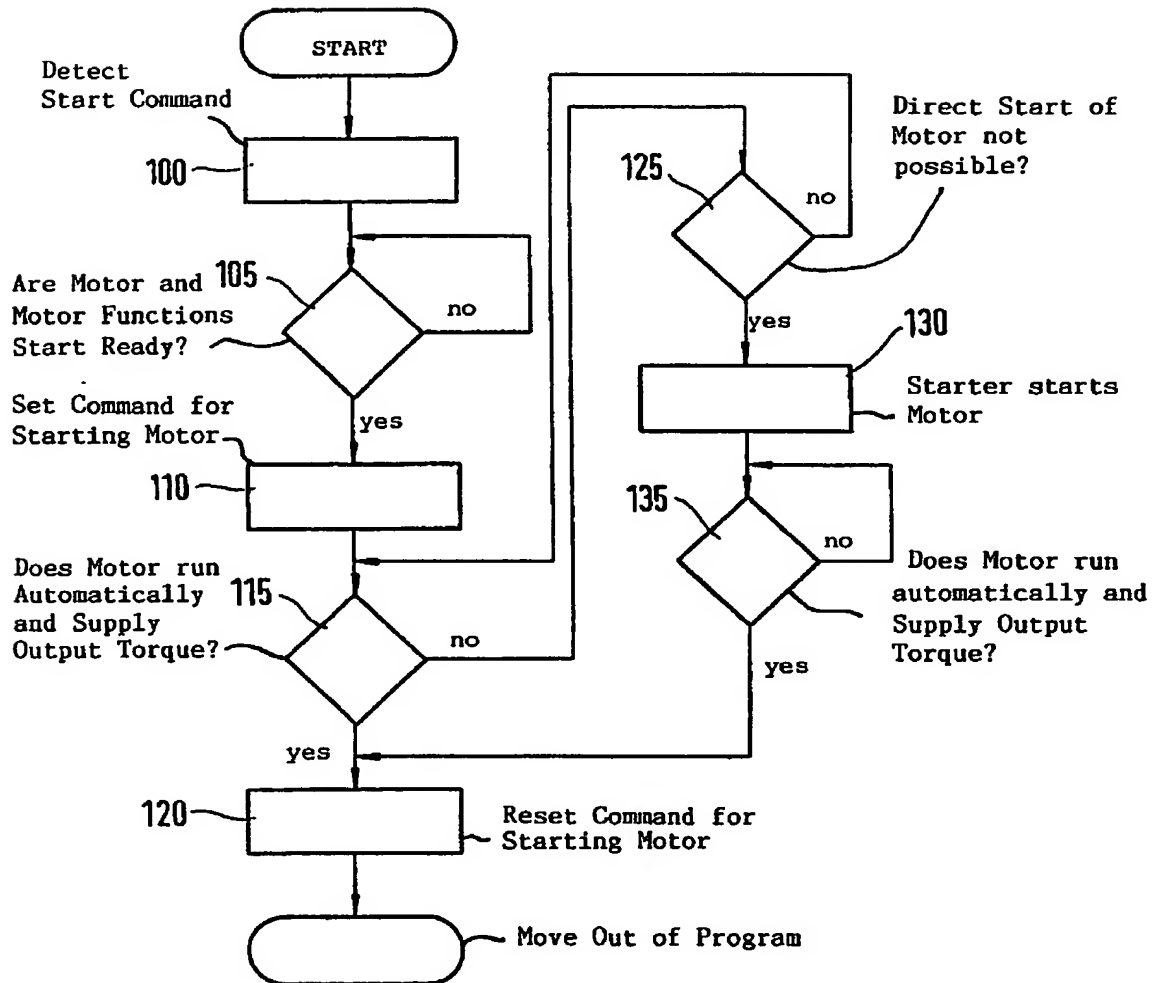 START
Detect
Start Command
100
Are Motor and
Motor Functions
Start Ready?
105
no
yes
Set Command for
Starting Motor
110
Does Motor run
Automatically
and Supply
Output Torque?
115
no
yes
120
Reset Command for
Starting Motor
Move Out of Program
125
no
Direct Start of
Motor not
possible?
yes
130
Starter starts
Motor
135
no
Does Motor run
automatically and
Supply Output
Torque?
yes